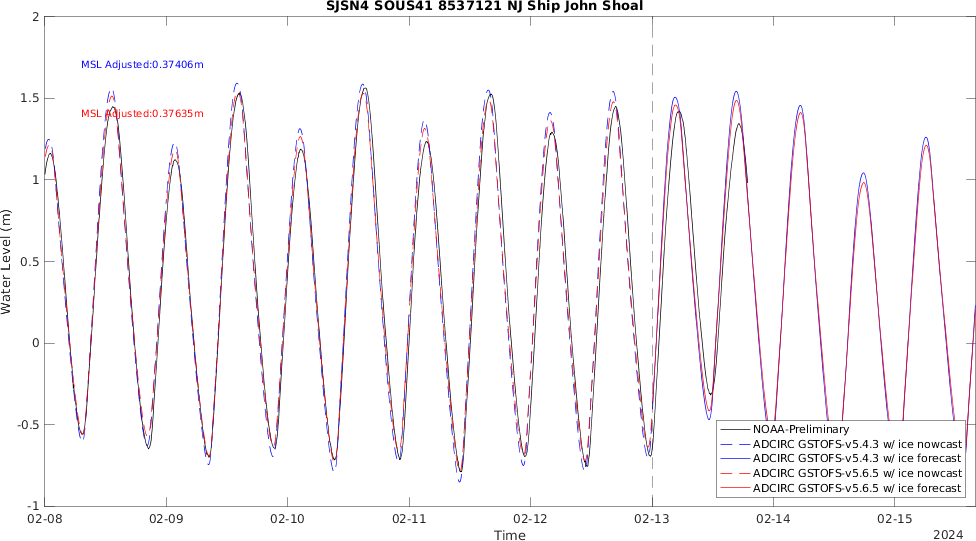 SJSN4 SOUS41 8537121 NJ Ship John Shoal
2
1.5
1
0.5
0
-0.5
-1
Water Level (m)
MSL Adjusted:0.37406m
MSL Adjusted:0.37635m
NOAA-Preliminary
ADCIRC GSTOFS-v5.4.3 w/ ice nowcast
ADCIRC GSTOFS-v5.4.3 w/ ice forecast
ADCIRC GSTOFS-v5.6.5 w/ ice nowcast
ADCIRC GSTOFS-v5.6.5 w/ ice forecast
02-08 02-09 02-10 02-11 02-12 02-13 02-14 02-15
Time
2024